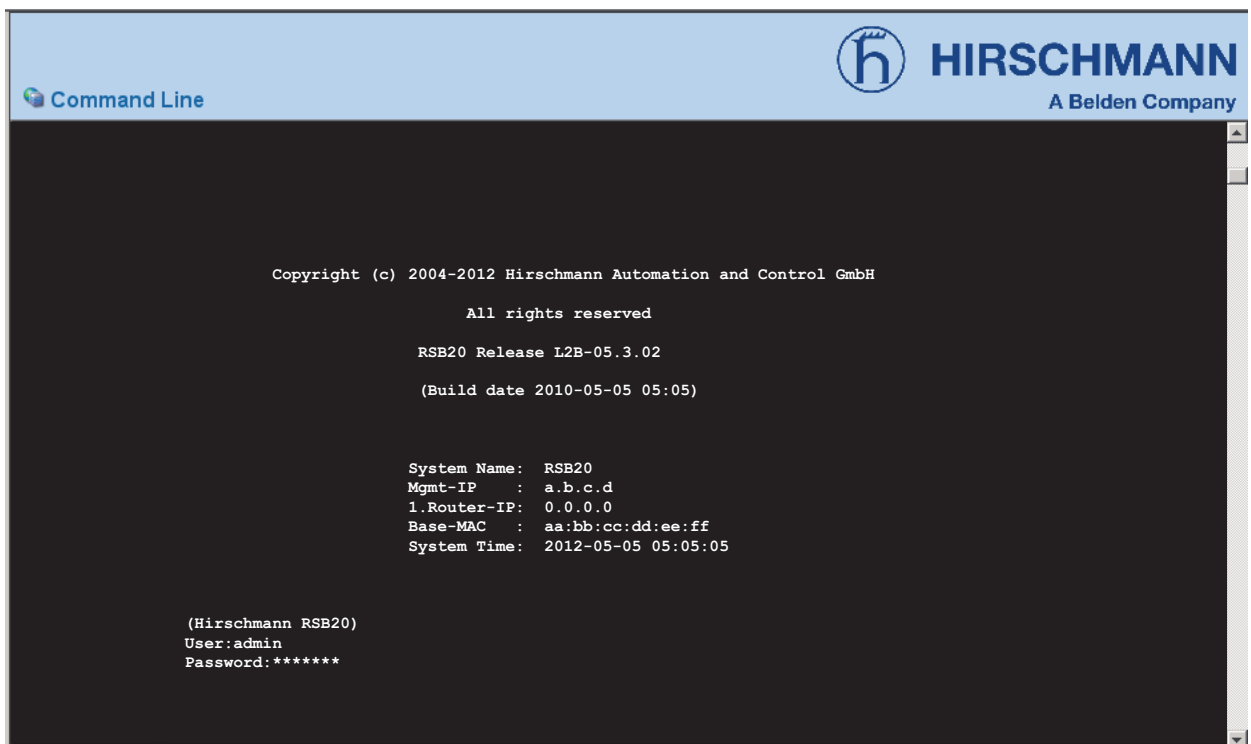 HIRSCHMANN
Command Line
A Belden Company
Copyright (c) 2004-2012 Hirschmann Automation and Control GmbH
All rights reserved
RSB20 Release L2B-05.3.02
(Build date 2010-05-05 05:05)
System Name: RSB20
Mgmt-IP : a.b.c.d
1.Router-IP: 0.0.0.0
Base-MAC : aa:bb:cc:dd:ee:ff
System Time: 2012-05-05 05:05:05
(Hirschmann RSB20)
User:admin
Password:*******